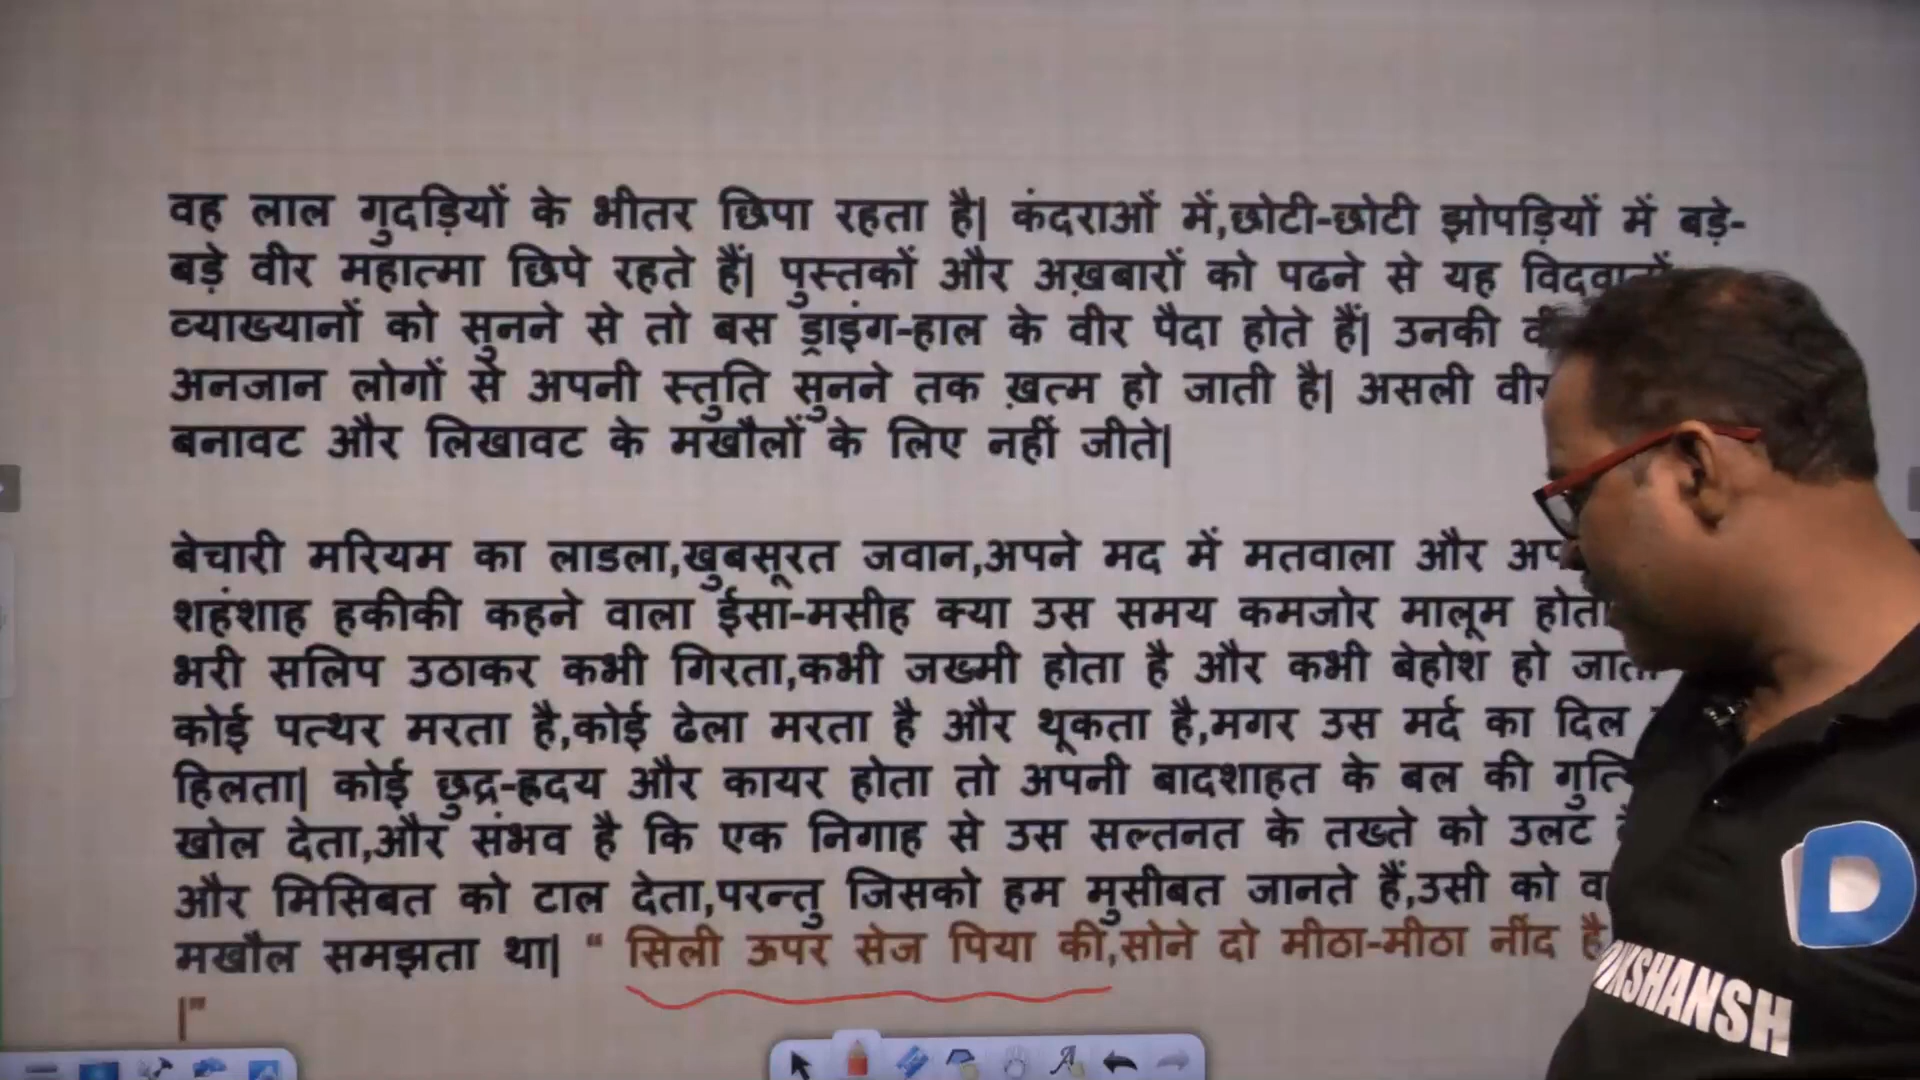 वह लाल गुदड़ियों के भीतर छिपा रहता है| कंदराओं में,छोटी-छोटी झोपड़ियों में बड़े-
बड़े वीर महात्मा छिपे रहते हैं| पुस्तकों और अख़बारों को पढने से यह
व्याख्यानों को सुनने से तो बस ड्राइंग-हाल के वीर पैदा होते हैं| उनकी
अनजान लोगों से अपनी स्तुति सुनने तक ख़त्म हो जाती है| असली
बनावट और लिखावट के मखौलों के लिए नहीं जीते|
बेचारी मरियम का लाडला,खुबसूरत जवान,अपने मद में मतवाला और
शहंशाह हकीकी कहने वाला ईसा-मसीह क्या उस समय कमजोर मालूम
भरी सलिप उठाकर कभी गिरता,कभी जख्मी होता है और कभी बेहोश हो
कोई पत्थर मरता है,कोई ढेला मरता है और थूकता है,मगर उस मर्द का दिल
हिलता| कोई छुद्र-ह्रदय और कायर होता तो अपनी बादशाहत के बल की
खोल देता,और संभव है कि एक निगाह से उस सल्तनत के तख्ते को उलट
और मिसिबत को टाल देता,परन्तु जिसको हम मुसीबत जानते हैं,उसी को
मखौल समझता था| “ सिली ऊपर सेज पिया की,सोने दो मीठा-मीठा नींद है
|”
D